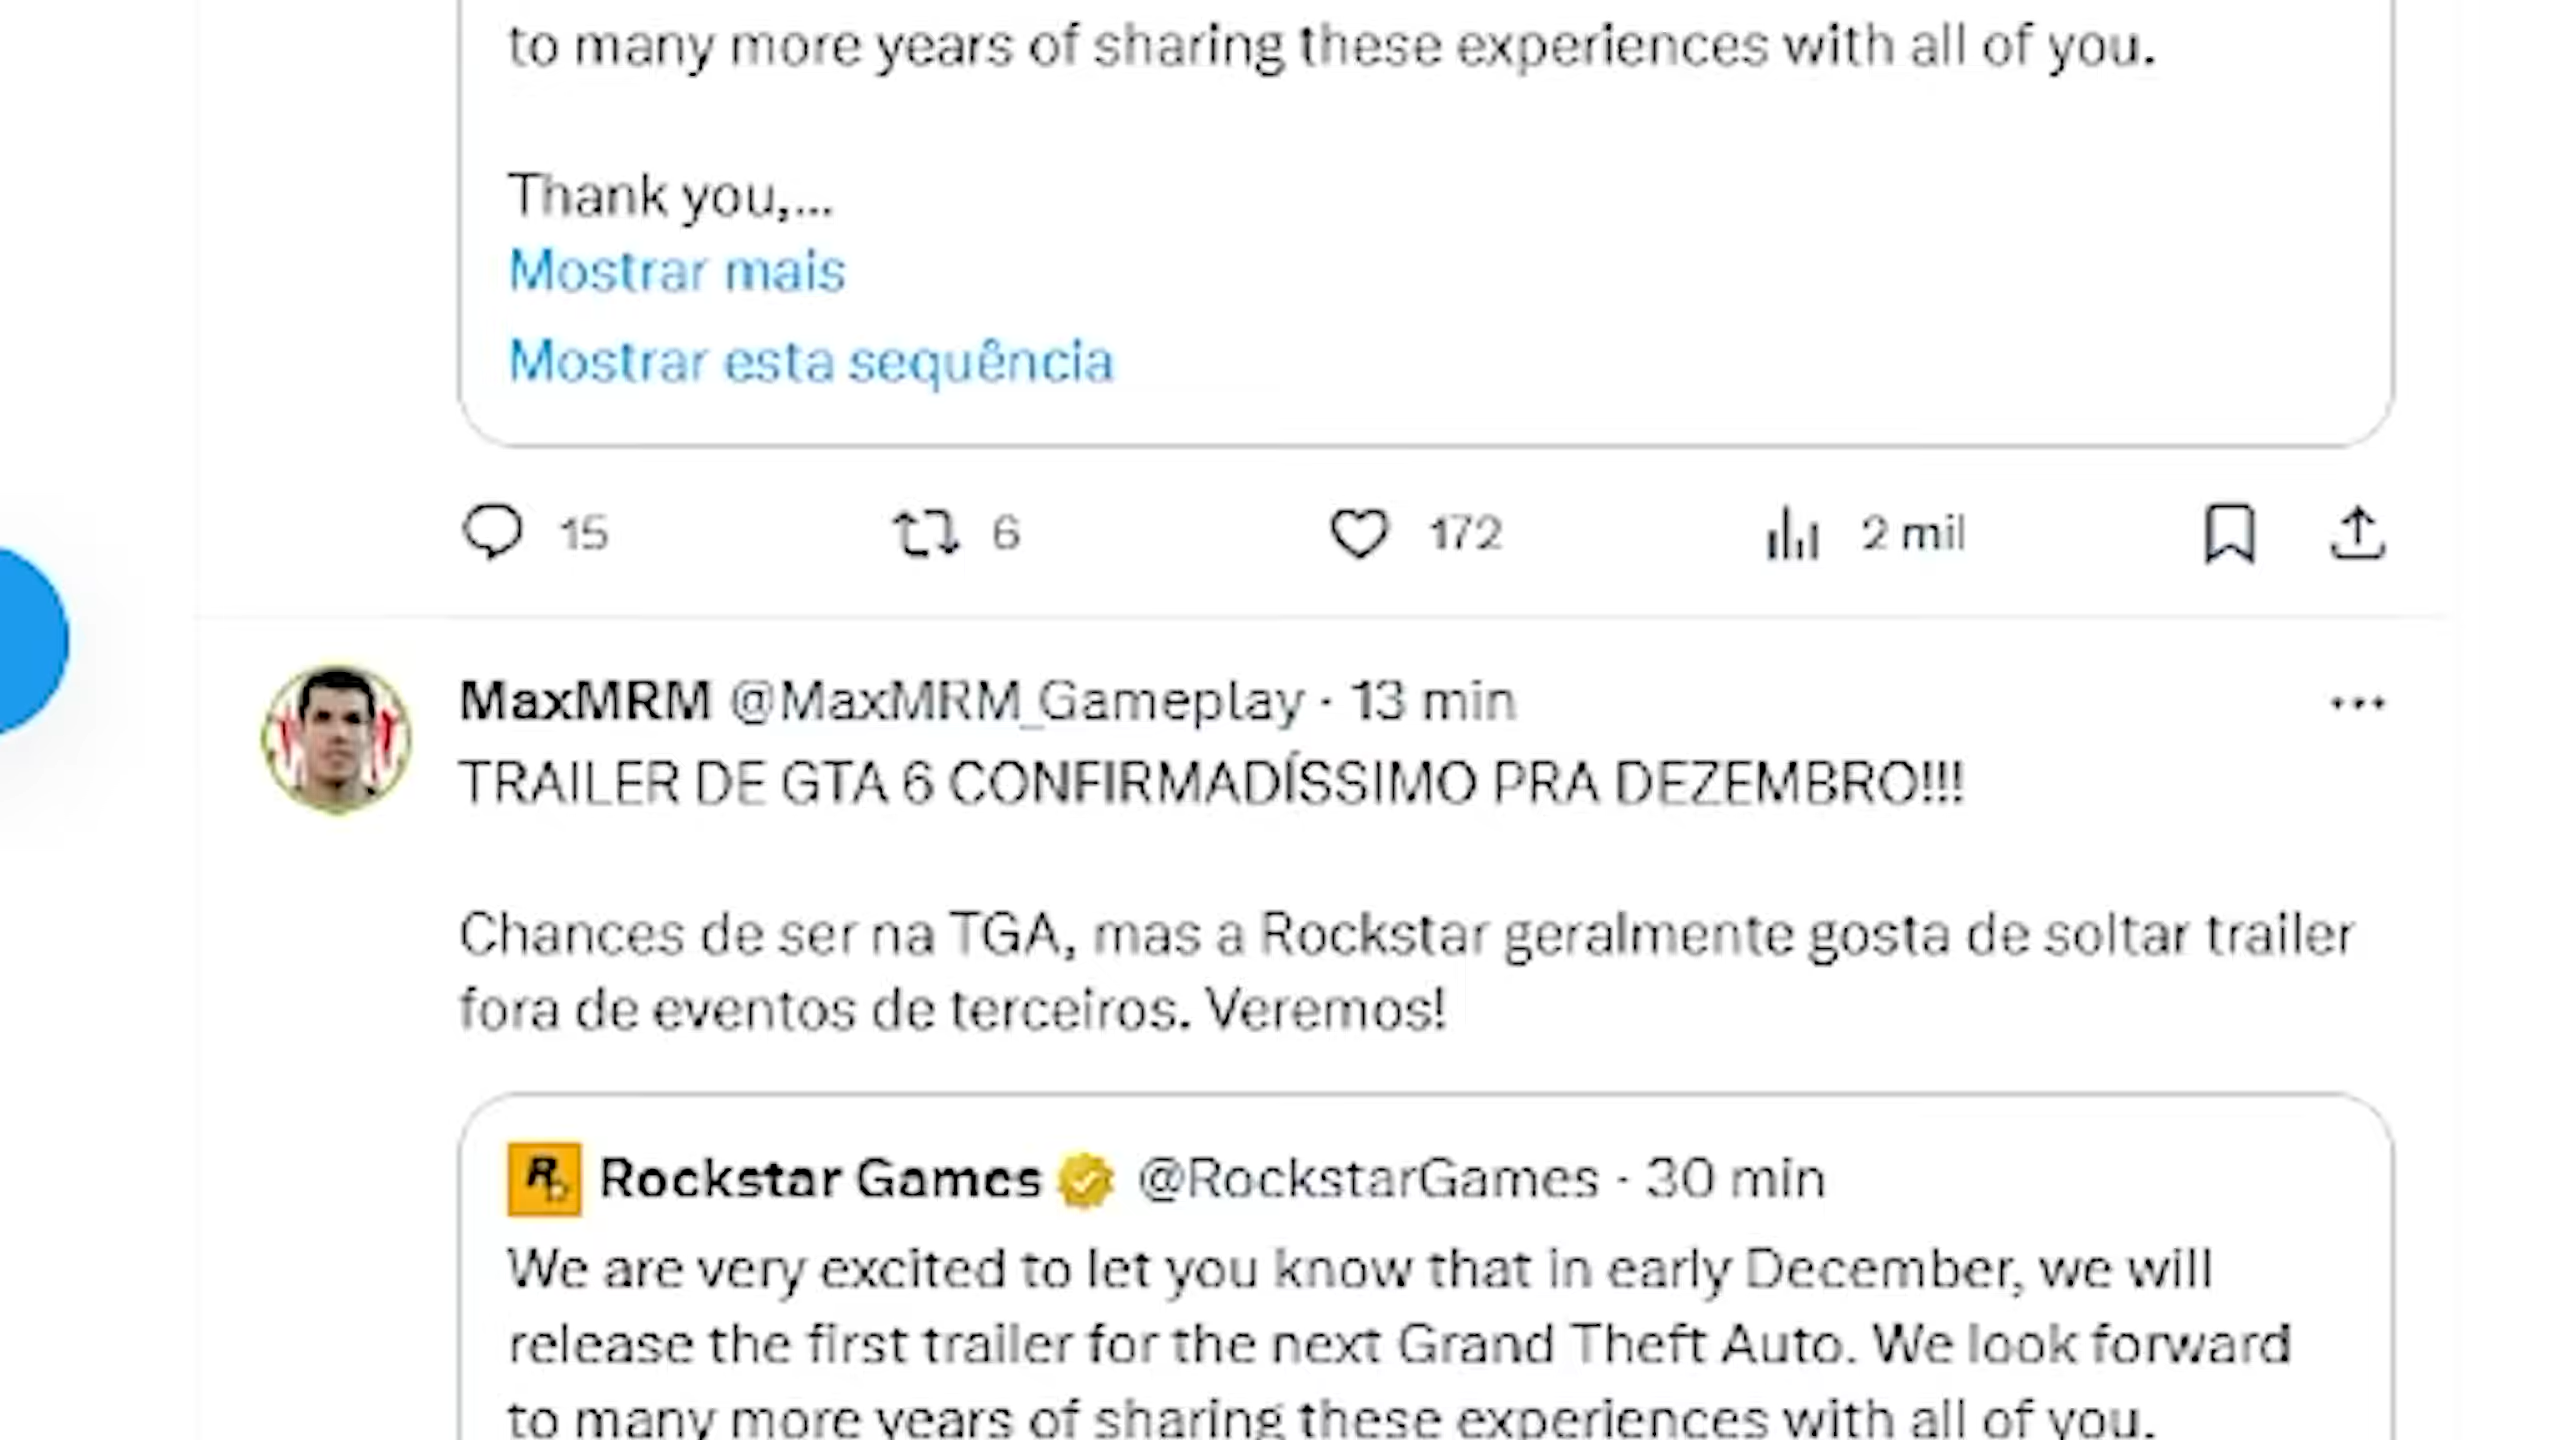 to many more years of sharing these experiences with all of you.
Thank you,...
Mostrar mais
Mostrar esta sequência
15 6 172 2 mil
MaxMRM @MaxMRM_Gameplay · 13 min
TRAILER DE GTA 6 CONFIRMADÍSSIMO PRA DEZEMBRO!!!
Chances de ser na TGA, mas a Rockstar geralmente gosta de soltar trailer
fora de eventos de terceiros. Veremos!
Rockstar Games @RockstarGames · 30 min
We are very excited to let you know that in early December, we will
release the first trailer for the next Grand Theft Auto. We look forward
to many more years of sharing these experiences with all of you.